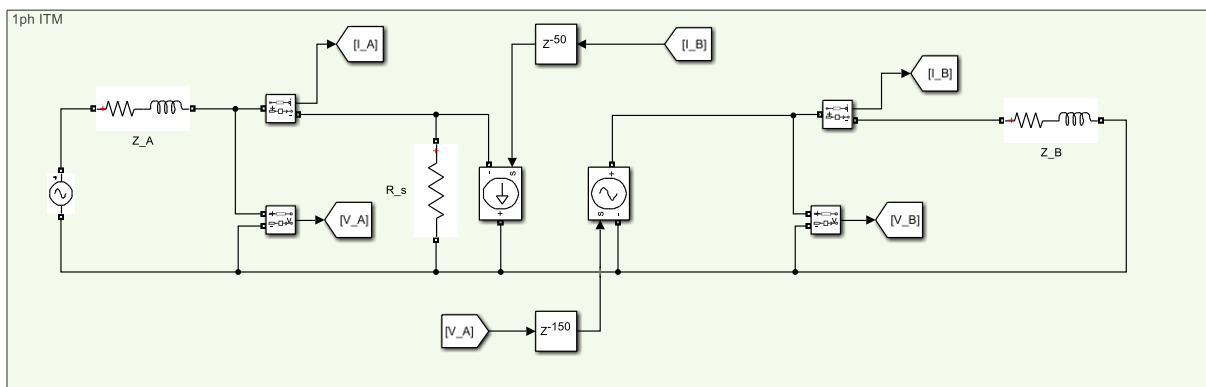 1ph ITM
[I_A]
Z-50
[I_B]
[I_B]
Z_A
Z_B
R_s
-
s
+
+
s
-
[V_A]
[V_B]
[V_A]
Z-150